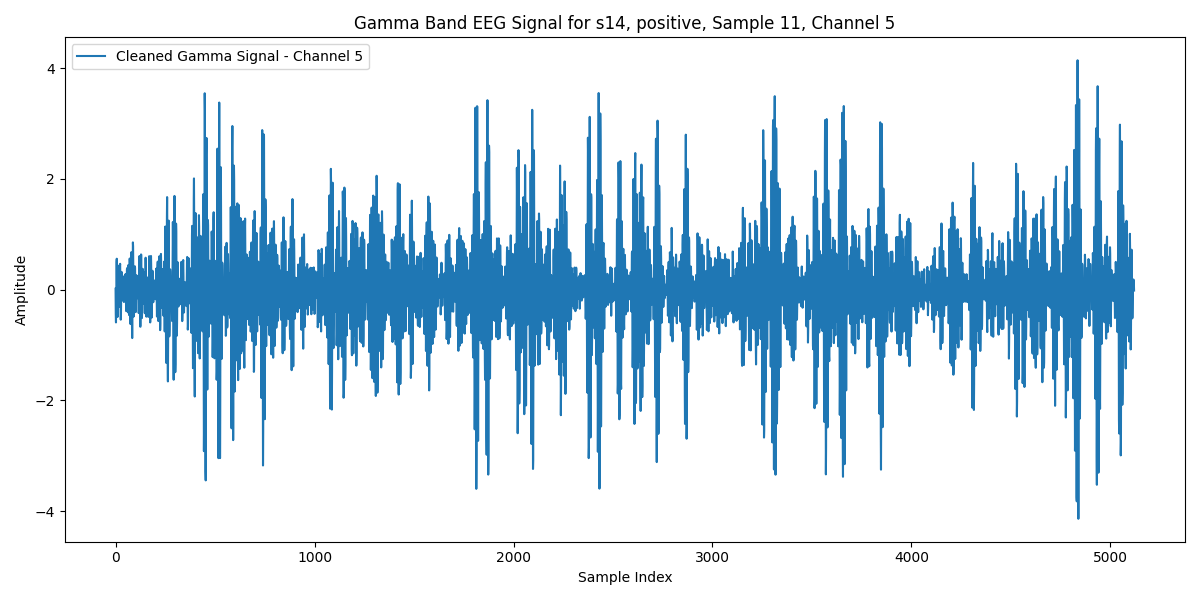 Gamma Band EEG Signal for s14, positive, Sample 11, Channel 5
Cleaned Gamma Signal - Channel 5
4
2
0
−2
−4
Amplitude
0 1000 2000 3000 4000 5000
Sample Index